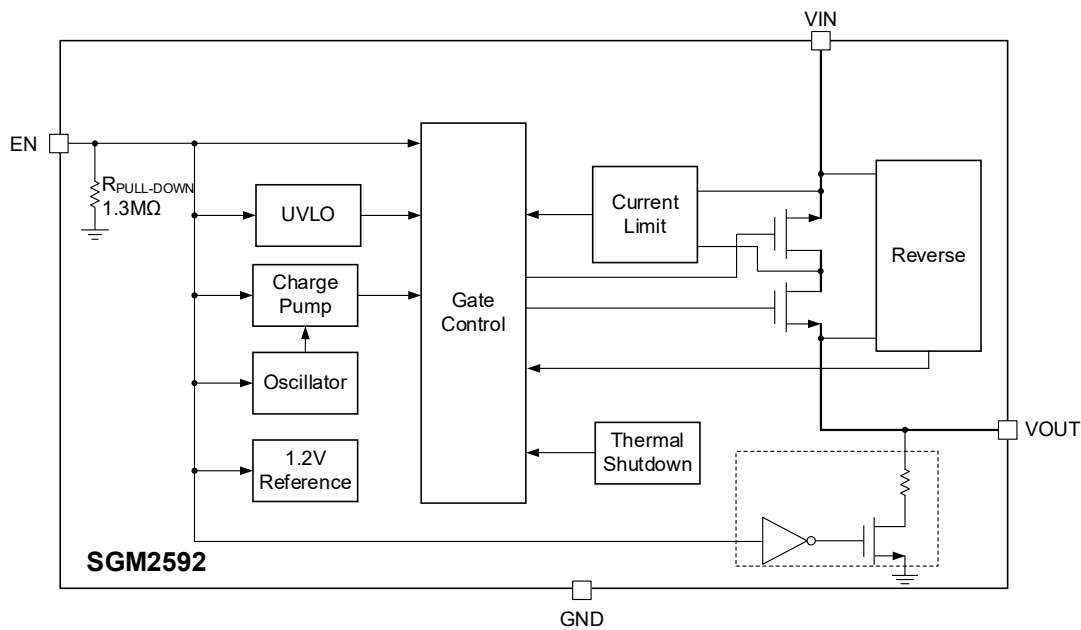 VIN
EN
RPULL-DOWN
1.3MΩ
UVLO
Charge
Pump
Oscillator
1.2V
Reference
Gate
Control
Current
Limit
Reverse
Thermal
Shutdown
VOUT
SGM2592
GND